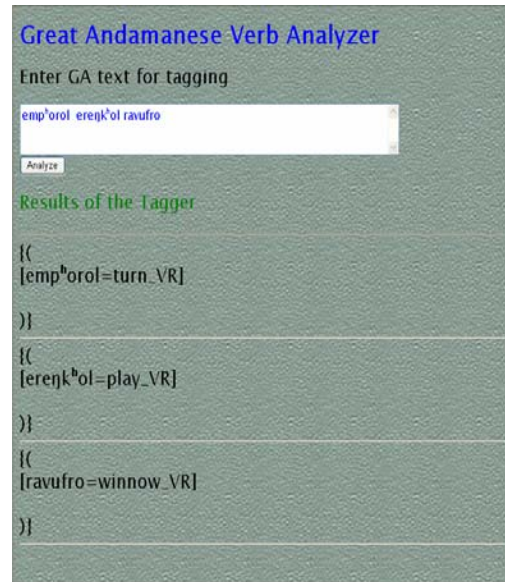 Great Andamanese Verb Analyzer
Enter GA text for tagging
empʰorol ereŋkʰol ravufro
Analyze
Results of the Tagger
{(
[empʰorol=turn_VR]
)}
{(
[ereŋkʰol=play_VR]
)}
{(
[ravufro=winnow_VR]
)}